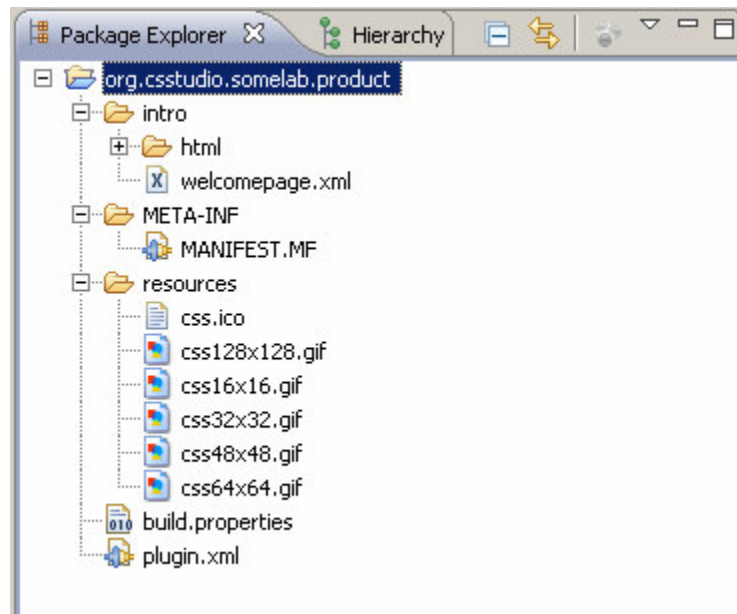 Package Explorer Hierarchy
org.csstudio.somelab.product
intro
html
X welcomepage.xml
META-INF
MANIFEST.MF
resources
css.ico
css128x128.gif
css16x16.gif
css32x32.gif
css48x48.gif
css64x64.gif
010 build.properties
plugin.xml